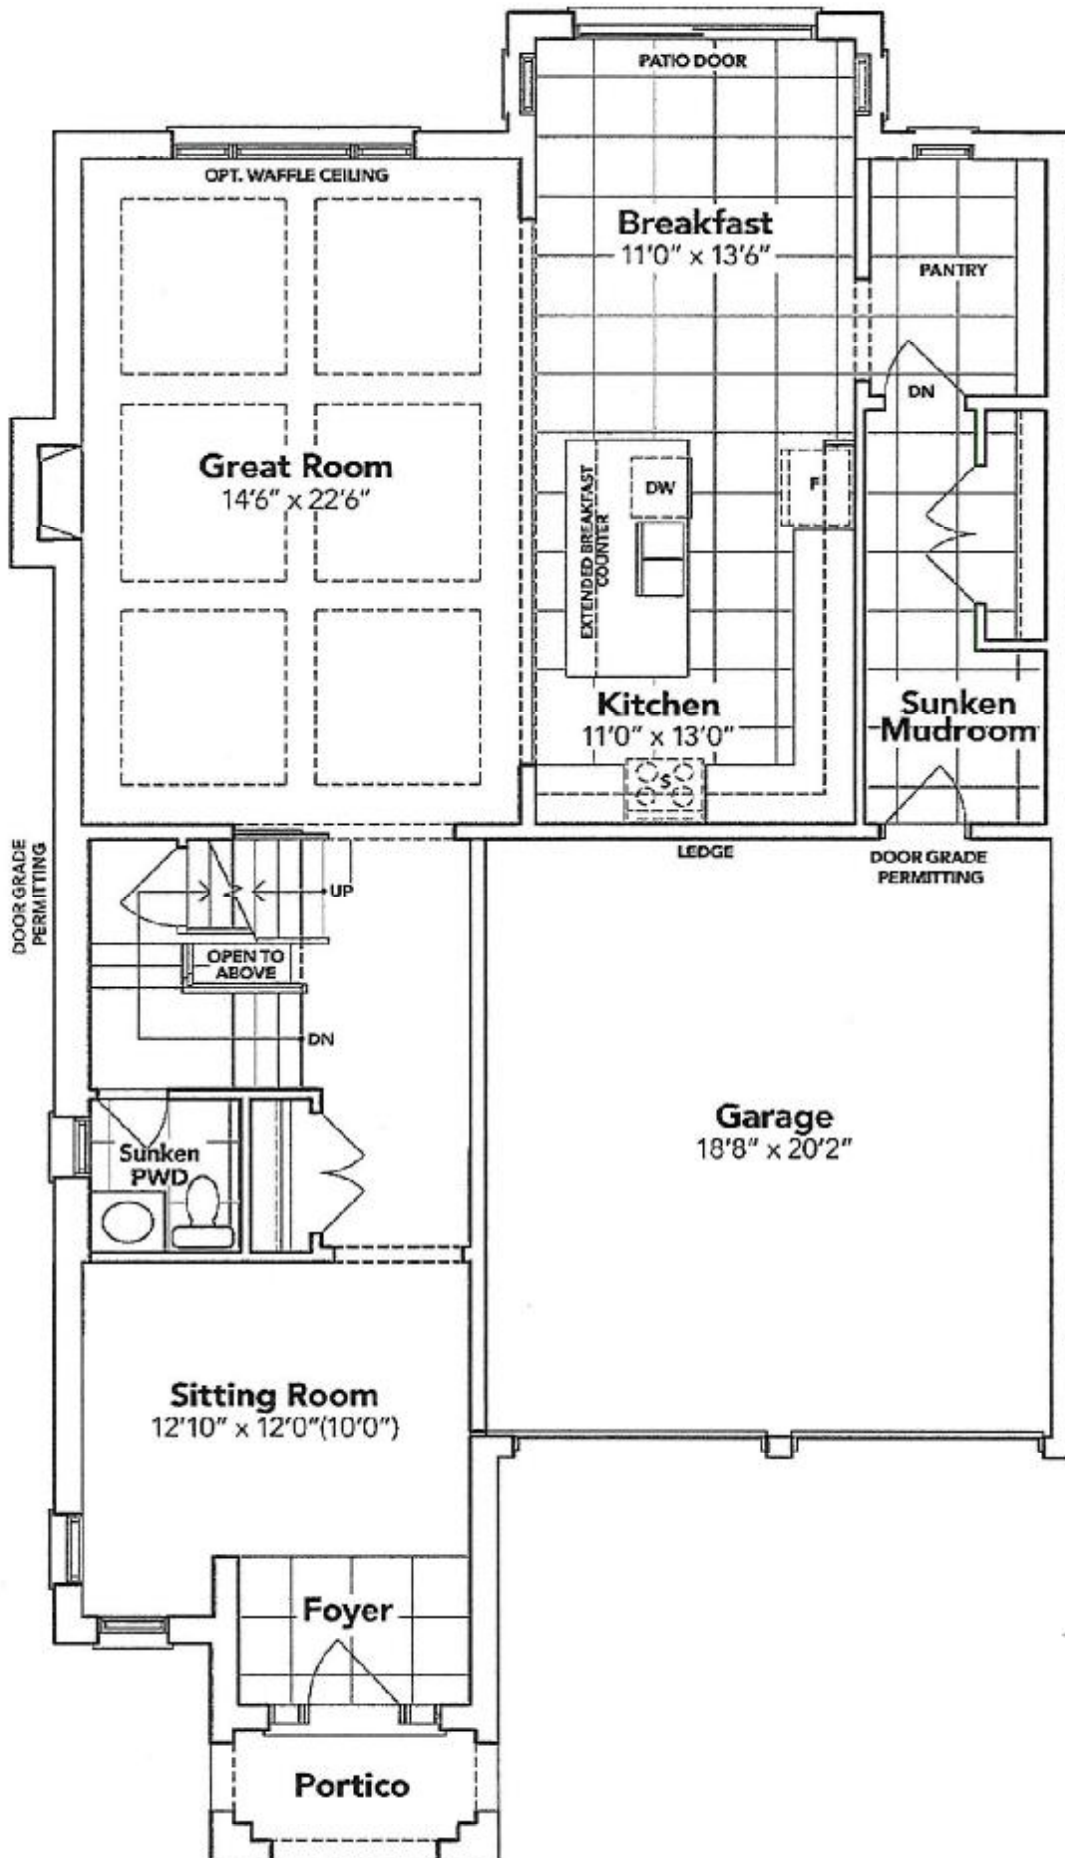 PATIO DOOR
OPT. WAFFLE CEILING
Breakfast
11'0" x 13'6"
PANTRY
DN
Great Room
14'6" x 22'6"
EXTENDED BREAKFAST
COUNTER
DW
F
Kitchen
11'0" x 13'0"
S
Sunken
Mudroom
DOOR GRADE
PERMITTING
LEDGE
DOOR GRADE
PERMITTING
UP
OPEN TO
ABOVE
DN
Sunken
PWD
Garage
18'8" x 20'2"
Sitting Room
12'10" x 12'0"(10'0")
Foyer
Portico